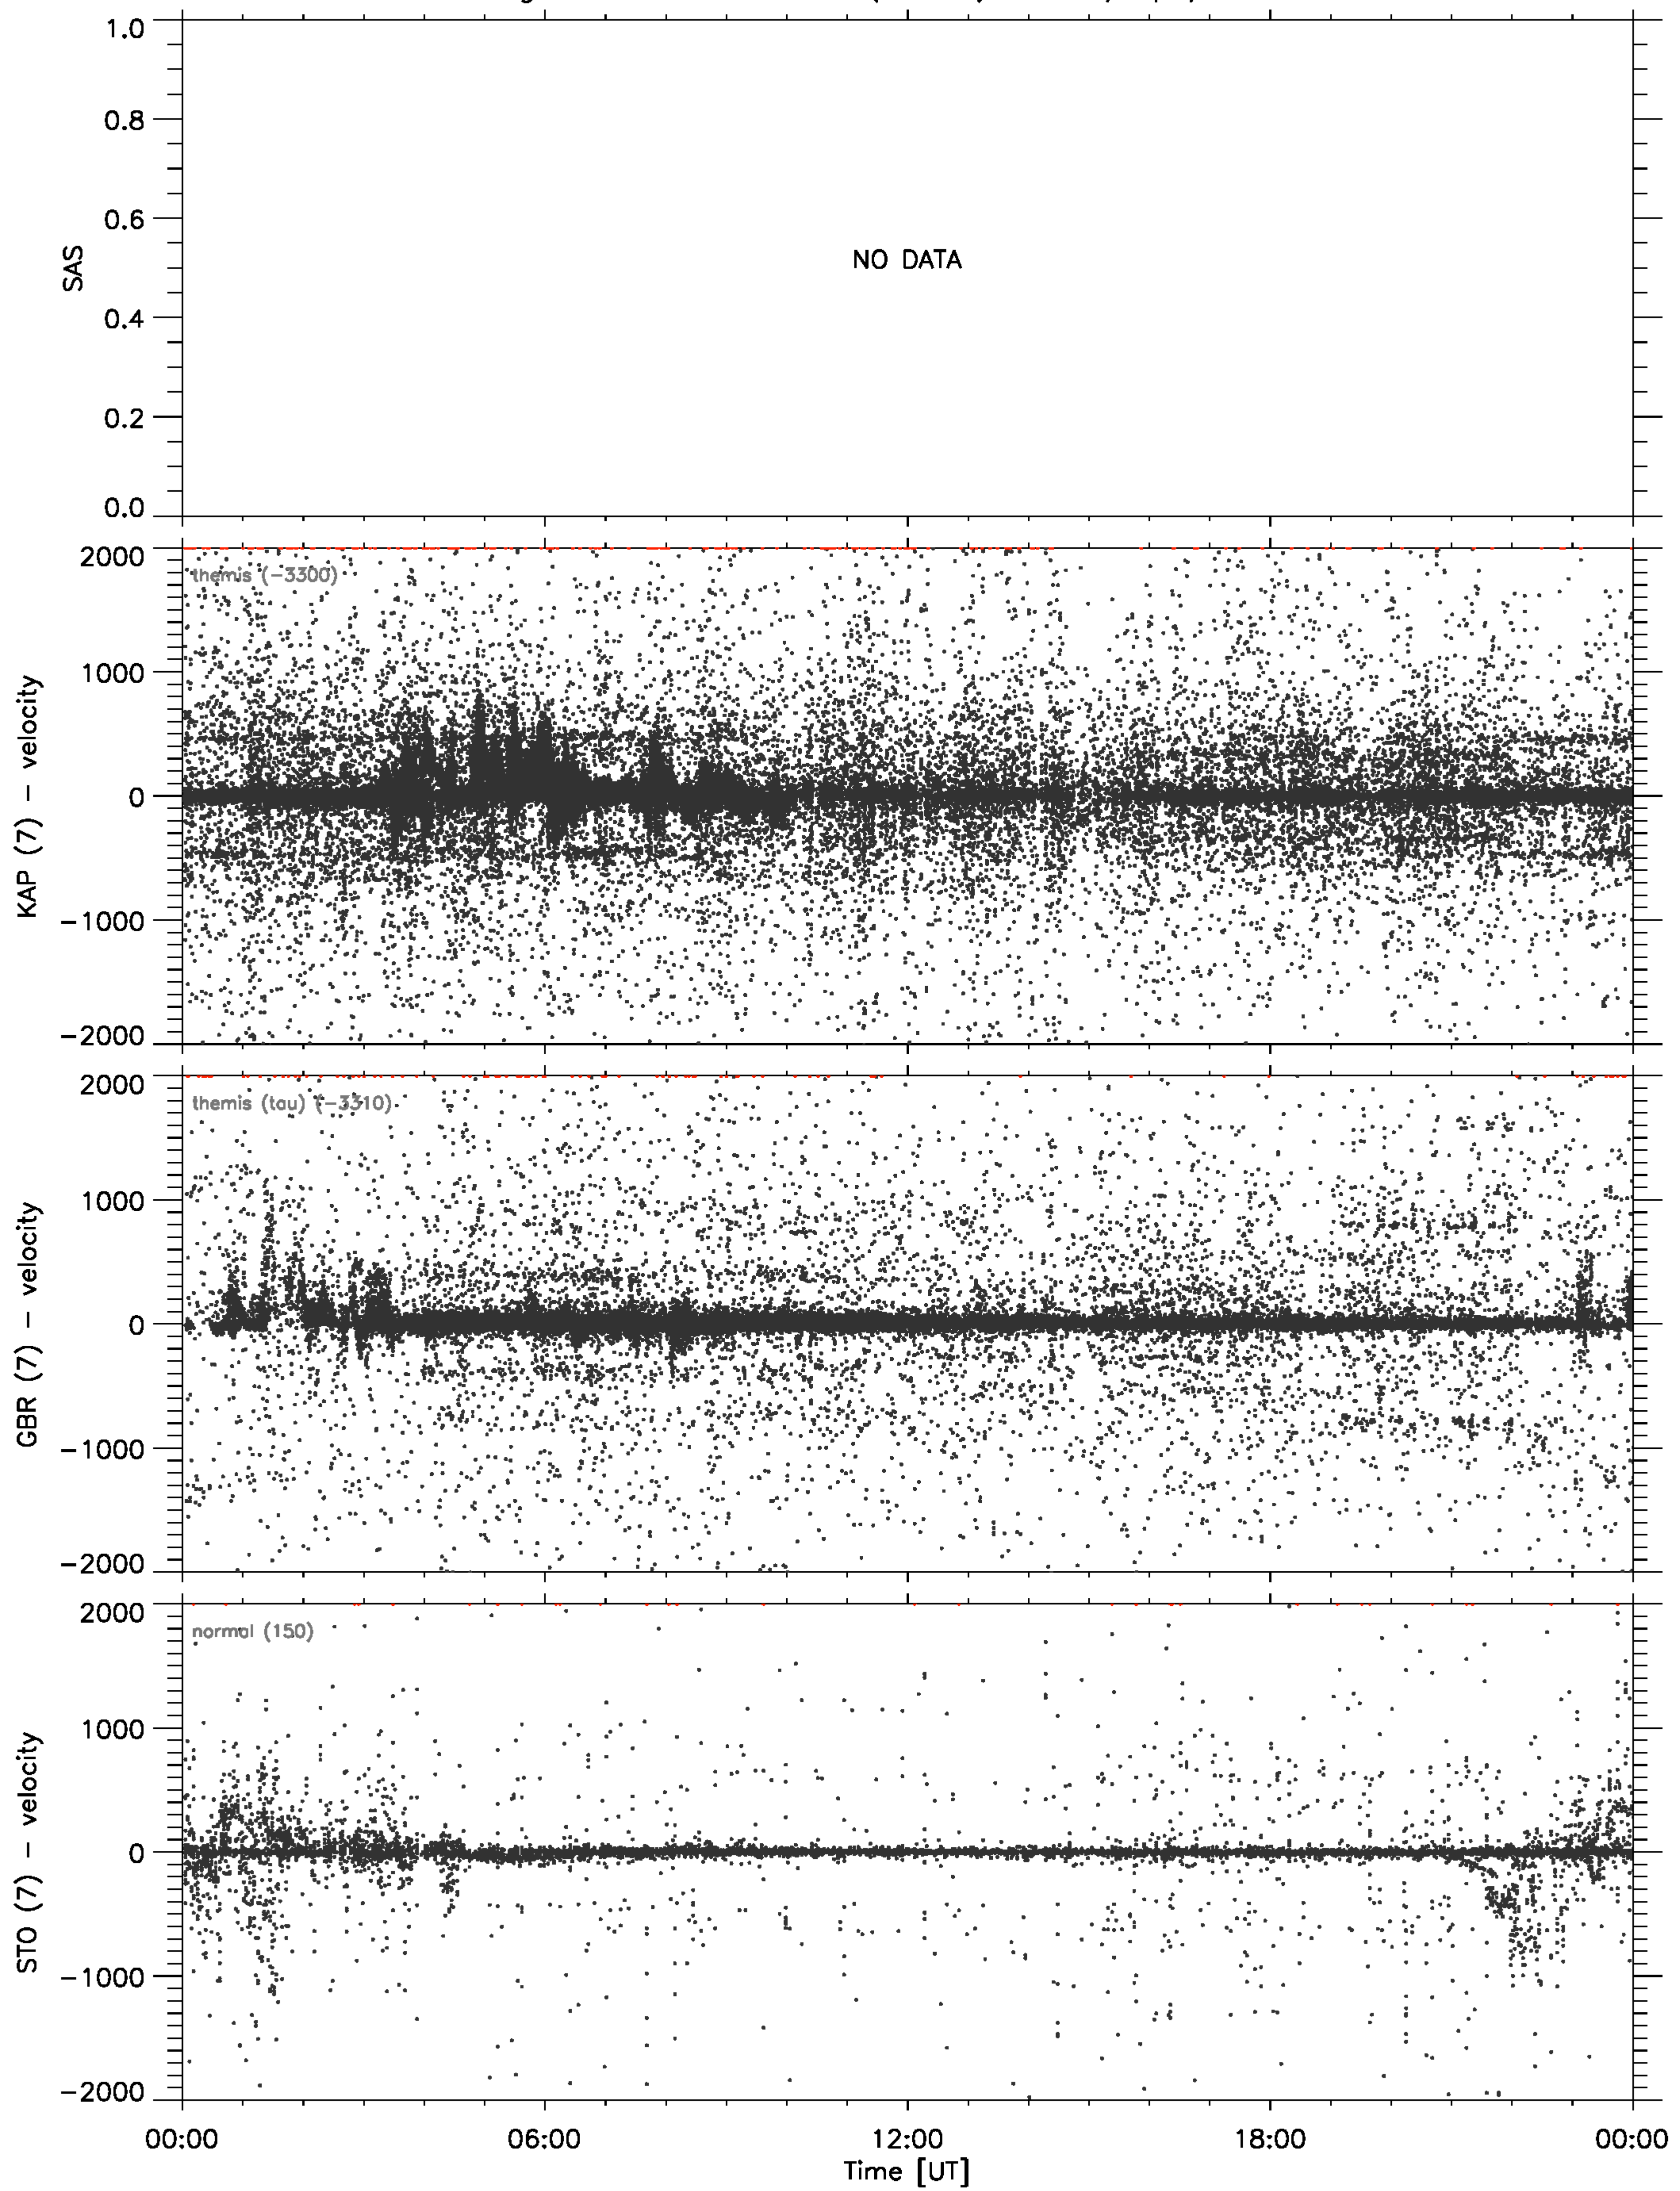 1.0
0.8
0.6
0.4
0.2
0.0
SAS
NO DATA
2000
1000
0
-1000
-2000
KAP (7) - velocity
themis (-3300)
2000
1000
0
-1000
-2000
GBR (7) - velocity
themis (tau) (-3310)
2000
1000
0
-1000
-2000
STO (7) - velocity
normal (150)
00:00 06:00 12:00 18:00 00:00
Time [UT]